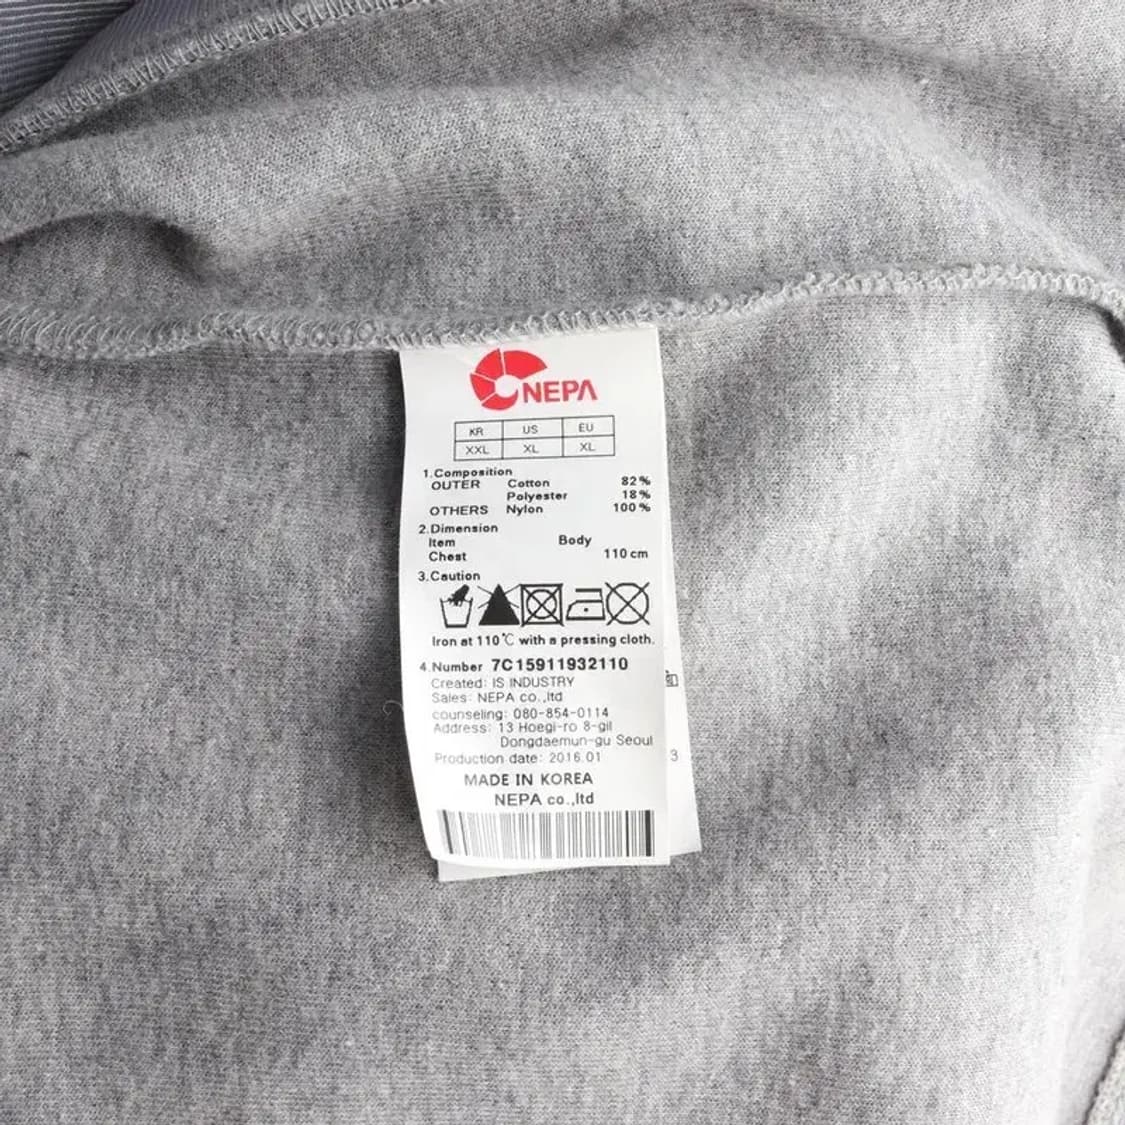 NEPA
KR US EU
XXL XL XL
1.Composition
OUTER Cotton 82%
Polyester 18%
OTHERS Nylon 100%
2.Dimension
Item Body
Chest 110 cm
3.Caution
Iron at 110℃ with a pressing cloth.
4.Number 7C15911932110
Created: IS INDUSTRY
Sales: NEPA co.,ltd
counseling: 080-854-0114
Address: 13 Hoegi-ro 8-gil
Dongdaemun-gu Seoul
Production date: 2016.01
3
MADE IN KOREA
NEPA co.,ltd